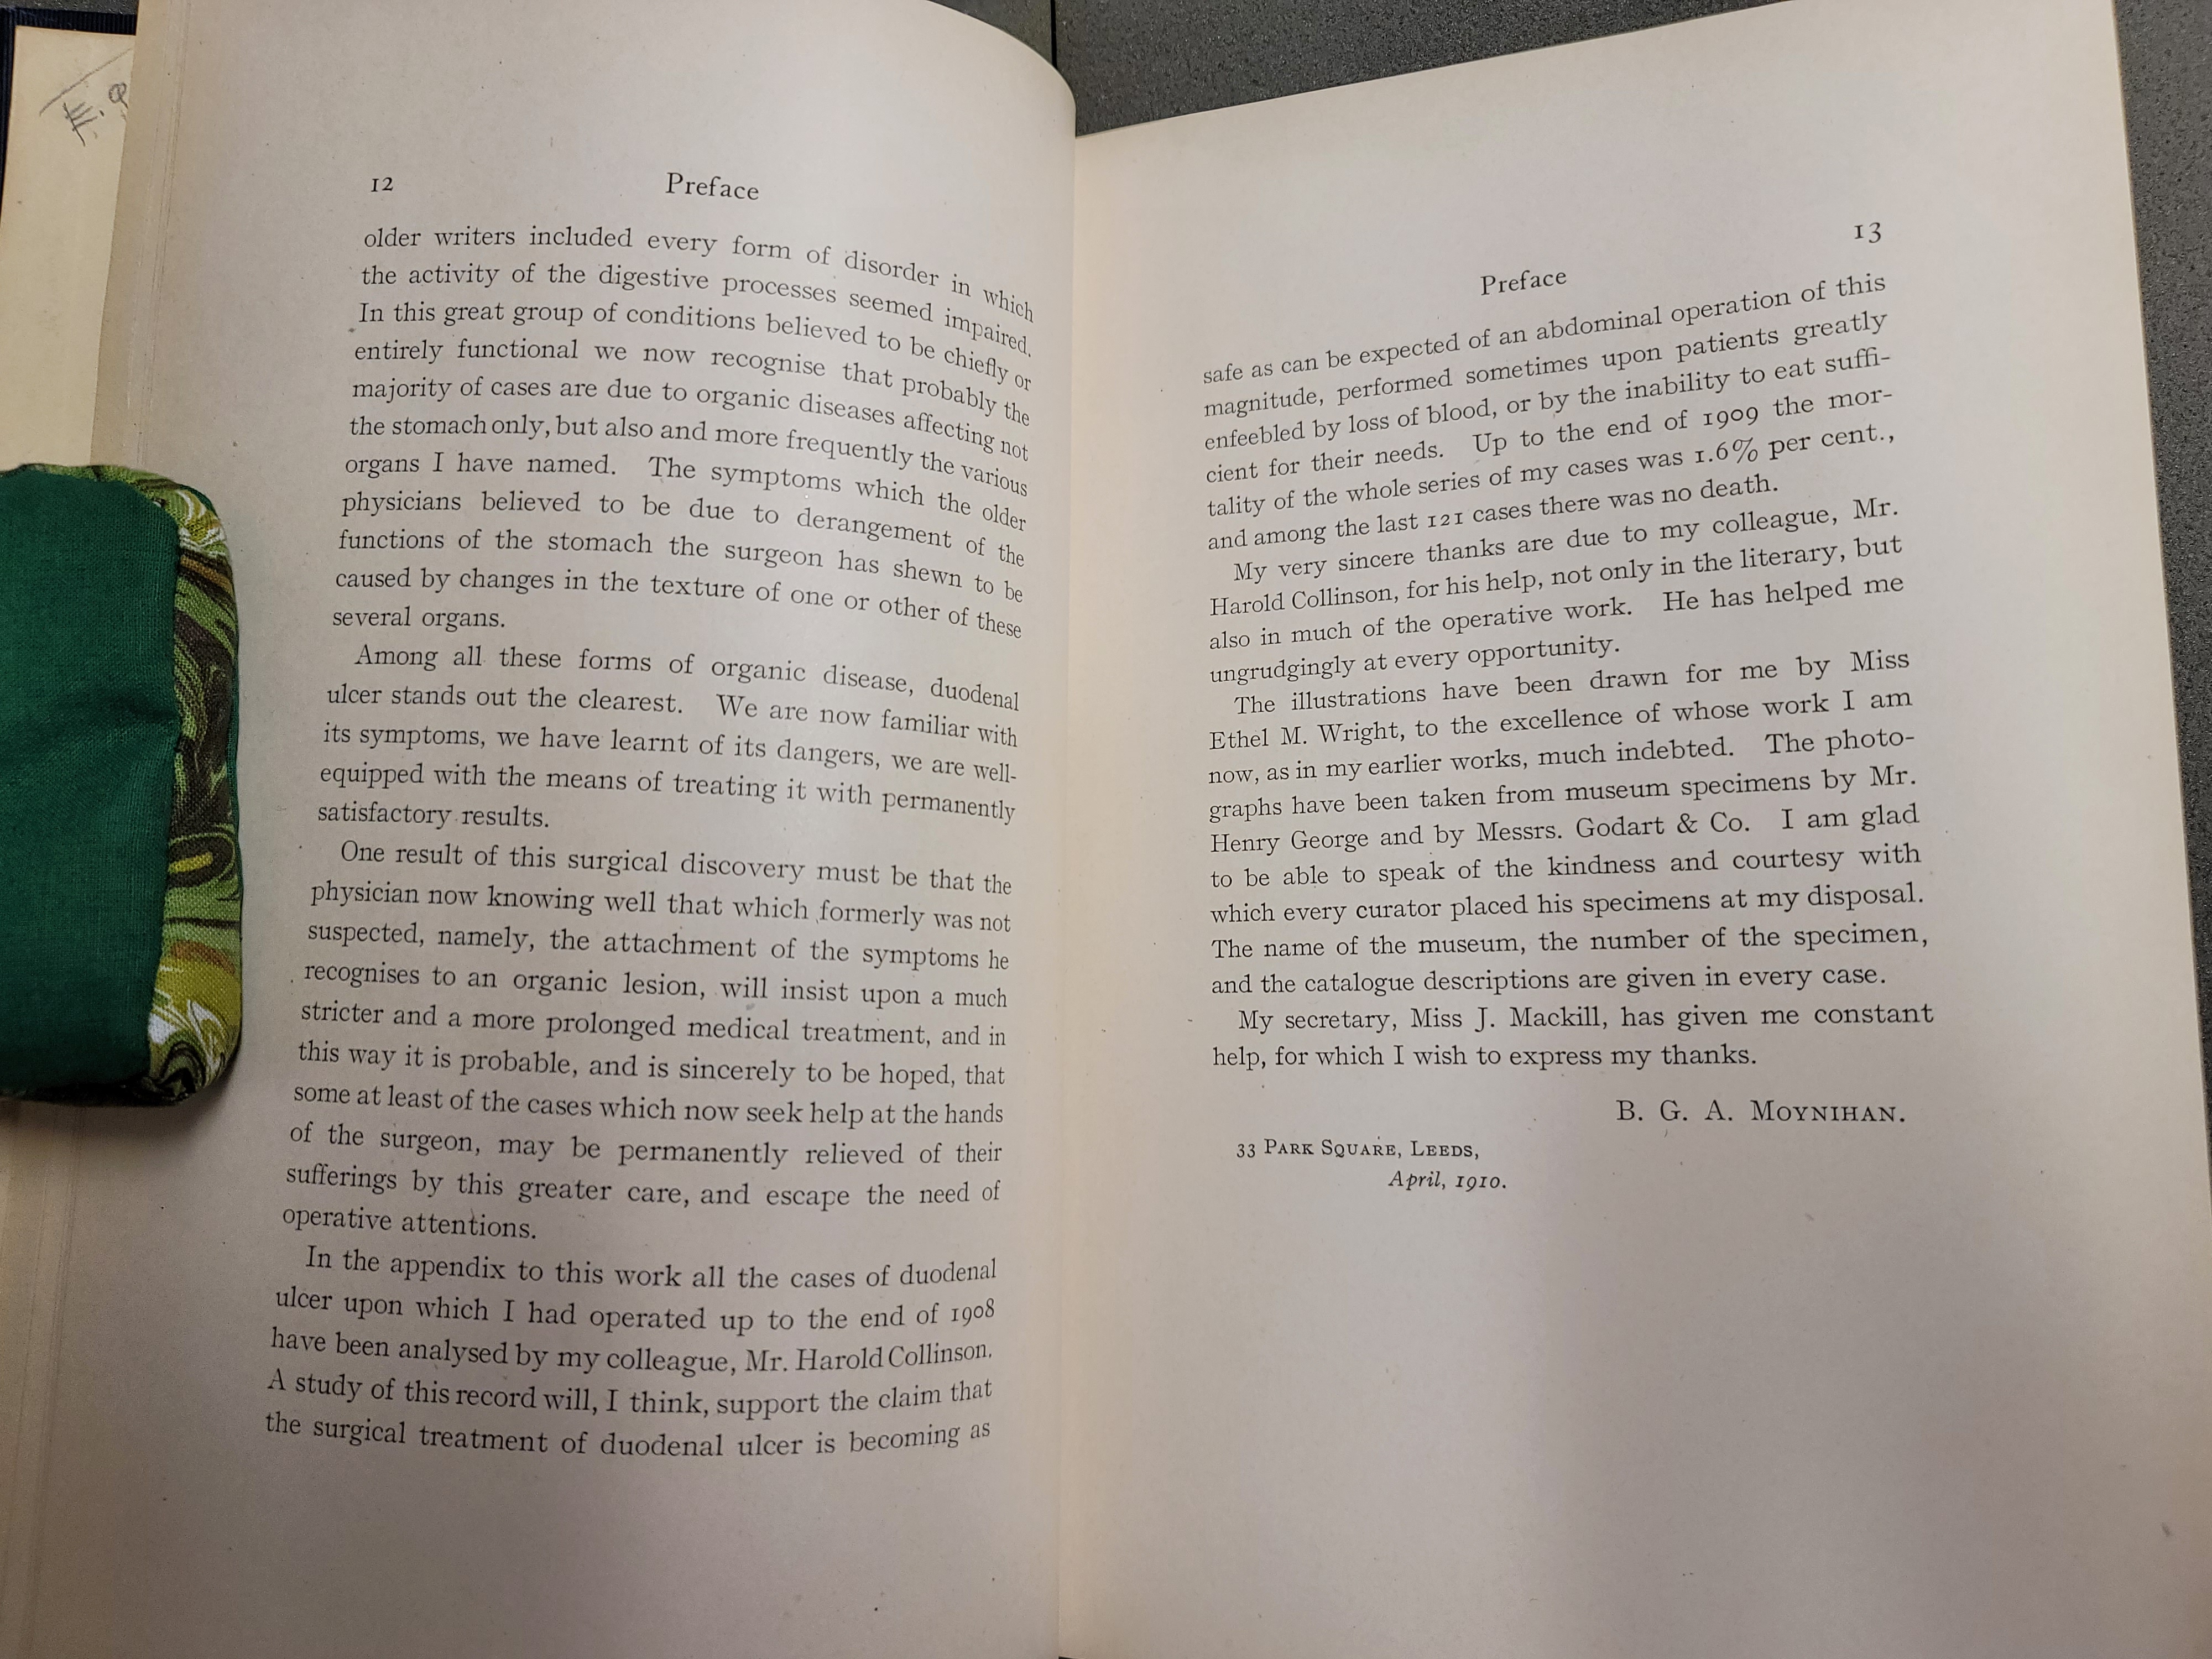 12
Preface
older writers included every form of disorder in which
the activity of the digestive processes seemed impaired.
In this great group of conditions believed to be chiefly or
entirely functional we now recognise that probably the
majority of cases are due to organic diseases affecting not
the stomach only, but also and more frequently the various
organs I have named. The symptoms which the older
physicians believed to be due to derangement of the
functions of the stomach the surgeon has shewn to be
caused by changes in the texture of one or other of these
several organs.
Among all these forms of organic disease, duodenal
ulcer stands out the clearest. We are now familiar with
its symptoms, we have learnt of its dangers, we are well-
equipped with the means of treating it with permanently
satisfactory results.
One result of this surgical discovery must be that the
physician now knowing well that which formerly was not
suspected, namely, the attachment of the symptoms he
recognises to an organic lesion, will insist upon a much
stricter and a more prolonged medical treatment, and in
this way it is probable, and is sincerely to be hoped, that
some at least of the cases which now seek help at the hands
of the surgeon, may be permanently relieved of their
sufferings by this greater care, and escape the need of
operative attentions.
In the appendix to this work all the cases of duodenal
ulcer upon which I had operated up to the end of 1908
have been analysed by my colleague, Mr. Harold Collinson.
A study of this record will, I think, support the claim that
the surgical treatment of duodenal ulcer is becoming as
13
Preface
safe as can be expected of an abdominal operation of this
magnitude, performed sometimes upon patients greatly
enfeebled by loss of blood, or by the inability to eat suffi-
cient for their needs. Up to the end of 1909 the mor-
tality of the whole series of my cases was 1.6% per cent.,
and among the last 121 cases there was no death.
My very sincere thanks are due to my colleague, Mr.
Harold Collinson, for his help, not only in the literary, but
also in much of the operative work. He has helped me
ungrudgingly at every opportunity.
The illustrations have been drawn for me by Miss
Ethel M. Wright, to the excellence of whose work I am
now, as in my earlier works, much indebted. The photo-
graphs have been taken from museum specimens by Mr.
Henry George and by Messrs. Godart & Co. I am glad
to be able to speak of the kindness and courtesy with
which every curator placed his specimens at my disposal.
The name of the museum, the number of the specimen,
and the catalogue descriptions are given in every case.
My secretary, Miss J. Mackill, has given me constant
help, for which I wish to express my thanks.
B. G. A. MOYNIHAN.
33 PARK SQUARE, LEEDS,
April, 1910.